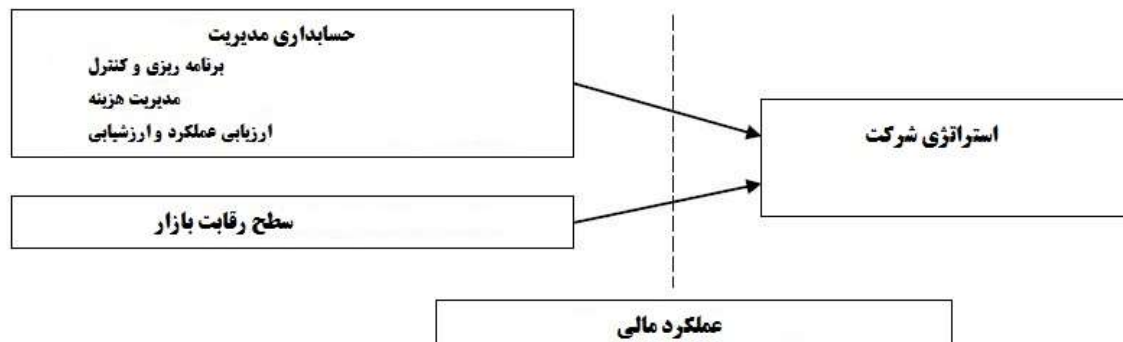 حسابداری مدیریت
برنامه ریزی و کنترل
مدیریت هزینه
ارزیابی عملکرد و ارزشیابی
استراتژی شرکت
سطح رقابت بازار
عملکرد مالی